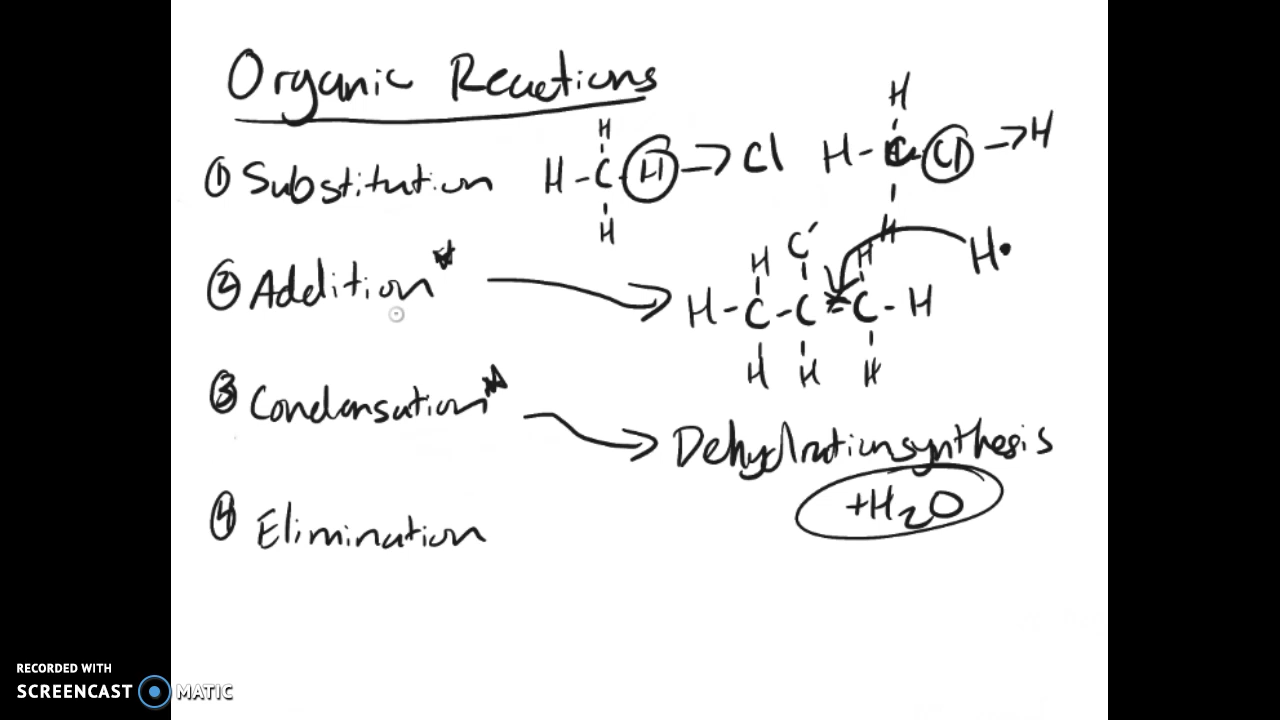 Organic Reactions
① Substitution
H
H-C-H → Cl
H
H
H-C-Cl → H
H
② Addition*
C
H H H•
H-C-C=C-H
H H H
③ Condensation*
Dehydration synthesis
+H₂O
④ Elimination
RECORDED WITH
SCREENCAST MATIC